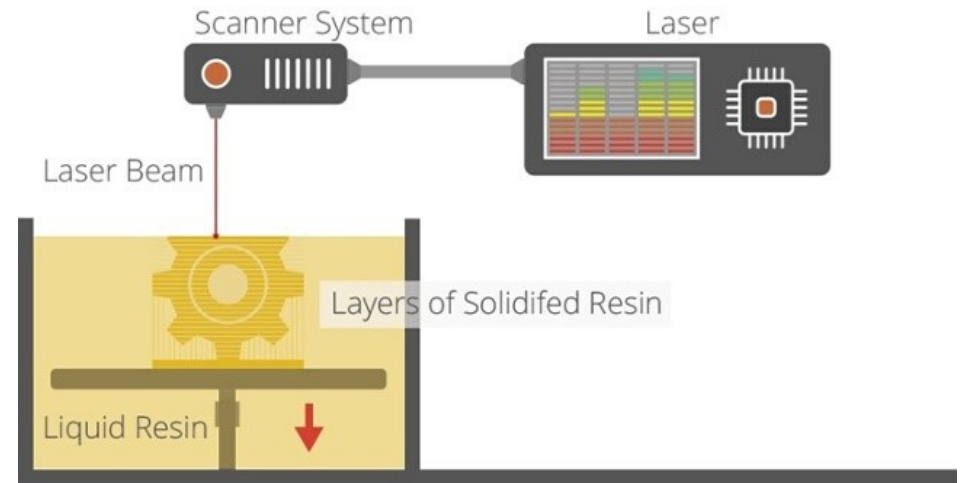 Scanner System
Laser
Laser Beam
Layers of Solidifed Resin
Liquid Resin